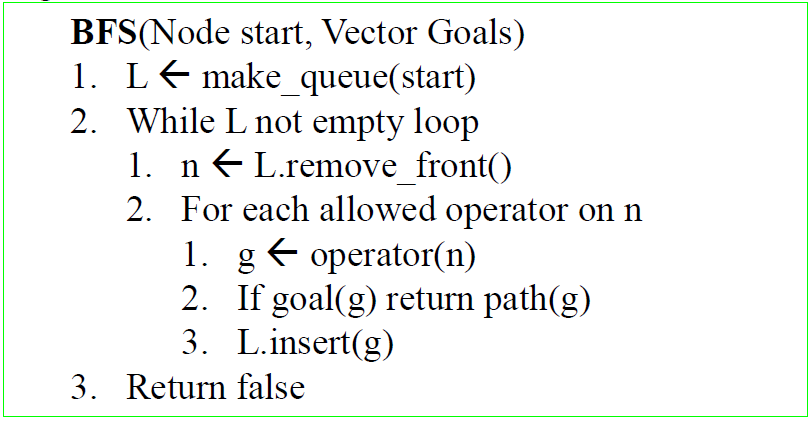 BFS(Node start, Vector Goals)
1. L ← make_queue(start)
2. While L not empty loop
1. n ← L.remove_front()
2. For each allowed operator on n
1. g ← operator(n)
2. If goal(g) return path(g)
3. L.insert(g)
3. Return false